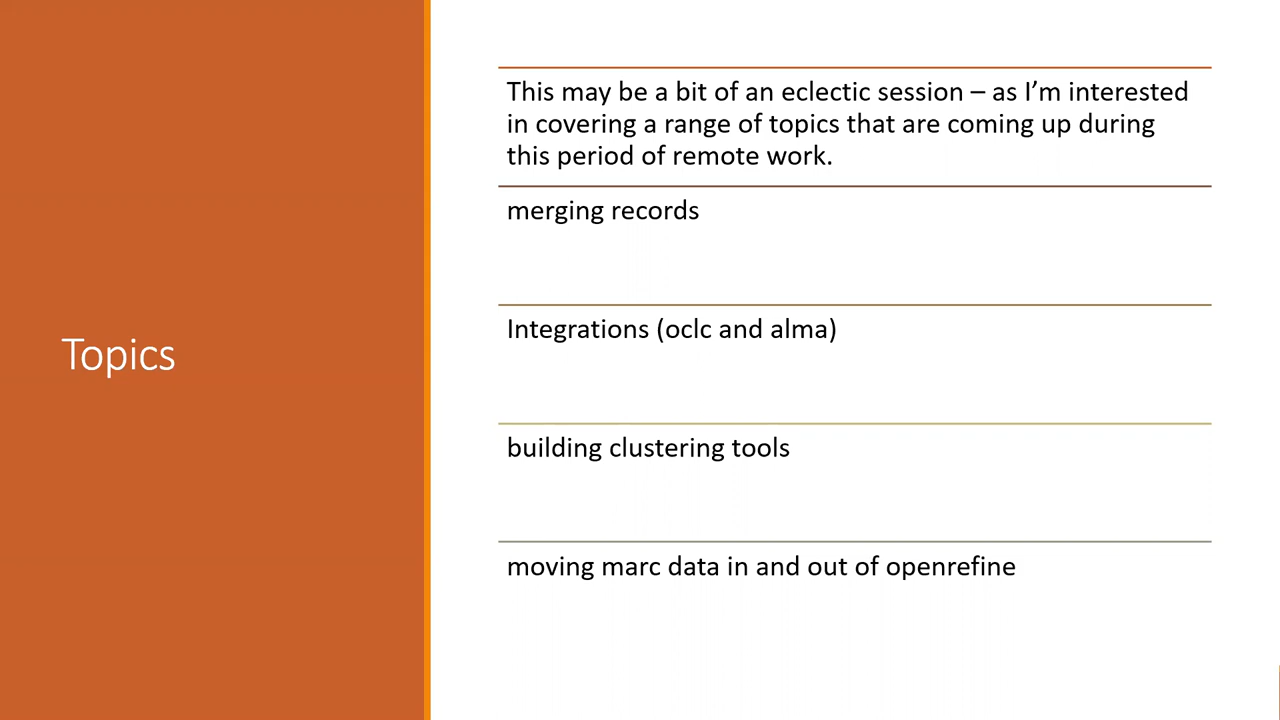 Topics
This may be a bit of an eclectic session – as I’m interested
in covering a range of topics that are coming up during
this period of remote work.
merging records
Integrations (oclc and alma)
building clustering tools
moving marc data in and out of openrefine